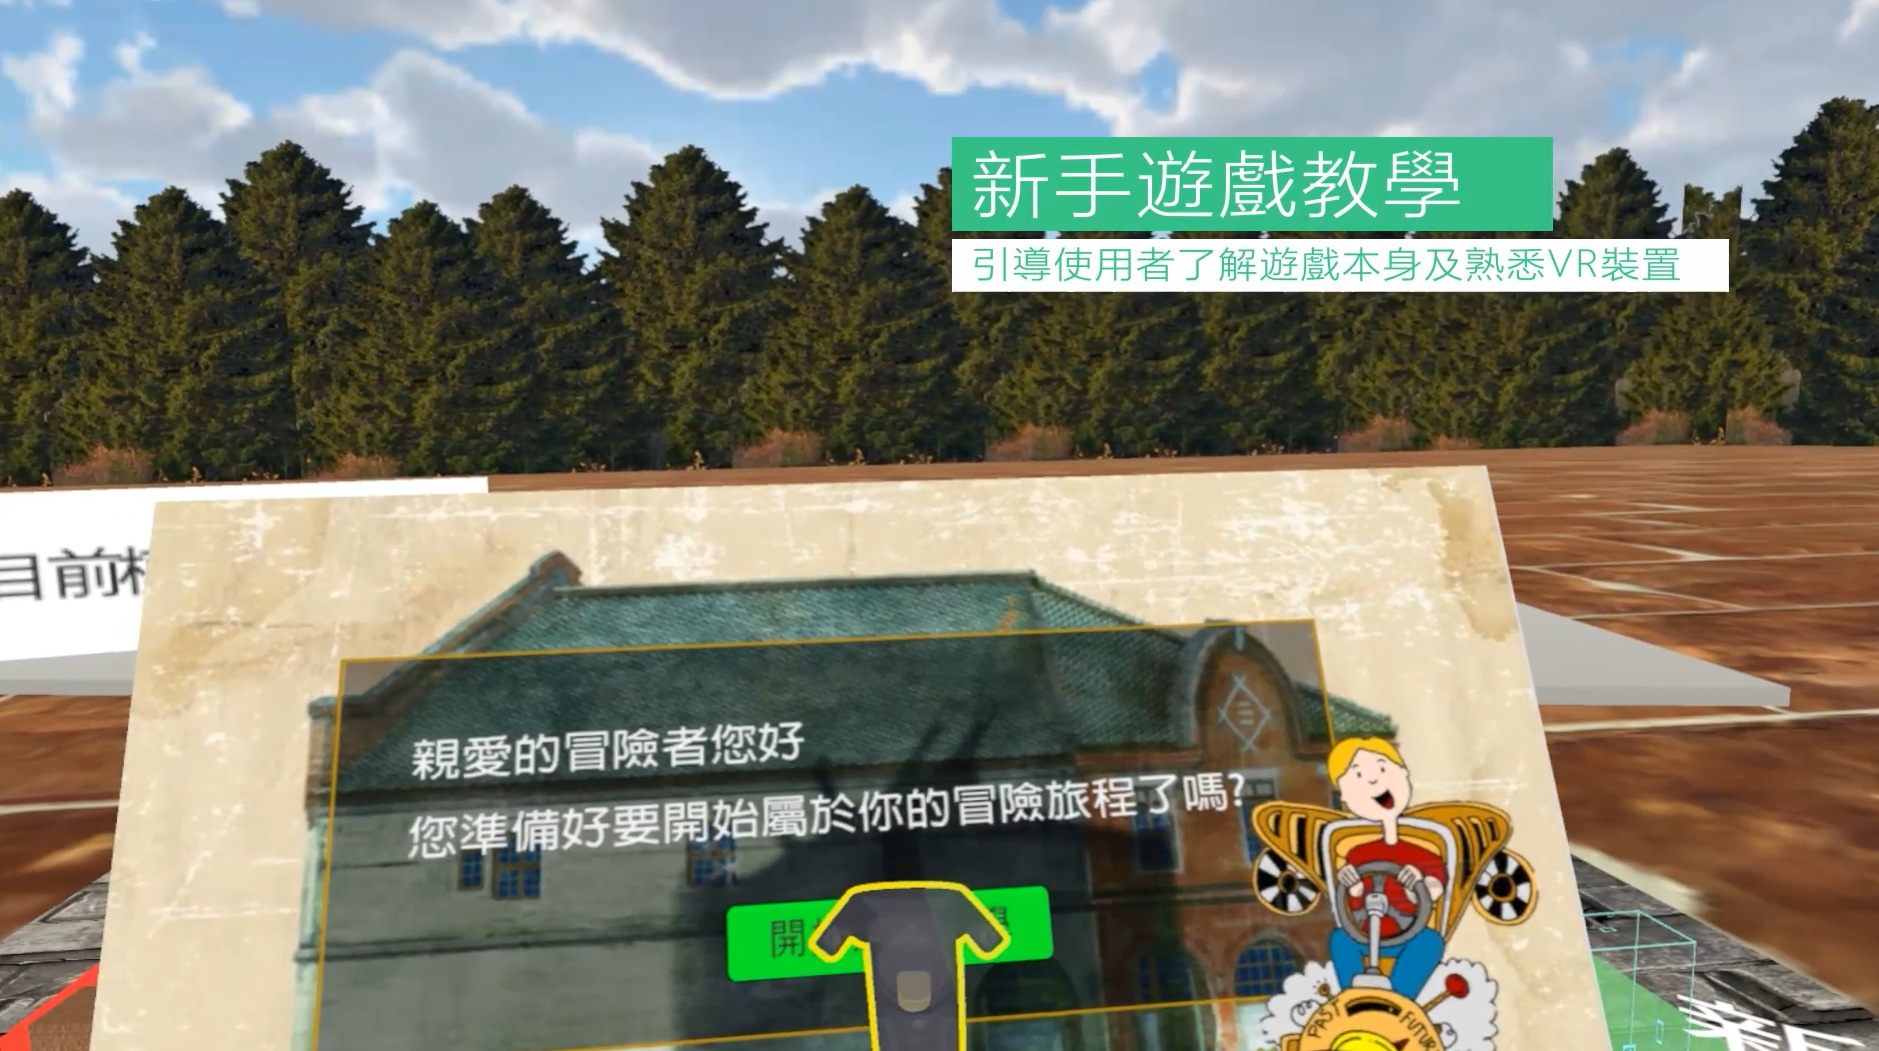 新手遊戲教學
引導使用者了解遊戲本身及熟悉VR裝置
目前
親愛的冒險者您好
您準備好要開始屬於你的冒險旅程了嗎?
開
PAST